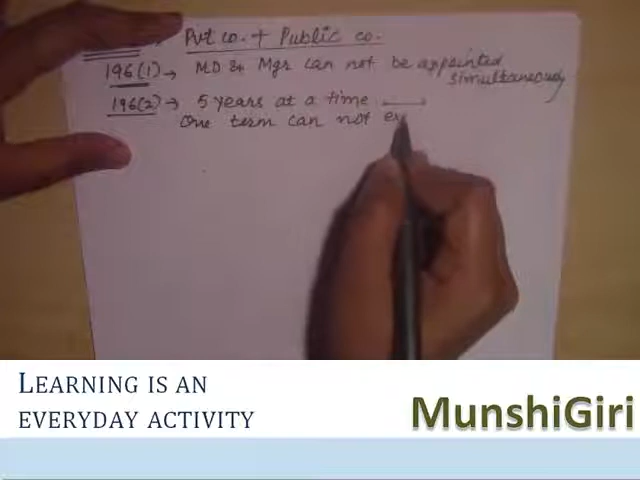 Pvt co. + Public co.
196(1) → MD & Mgr can not be appointed
simultaneously
196(2) → 5 years at a time
One term can not ex
LEARNING IS AN
EVERYDAY ACTIVITY
MunshiGiri